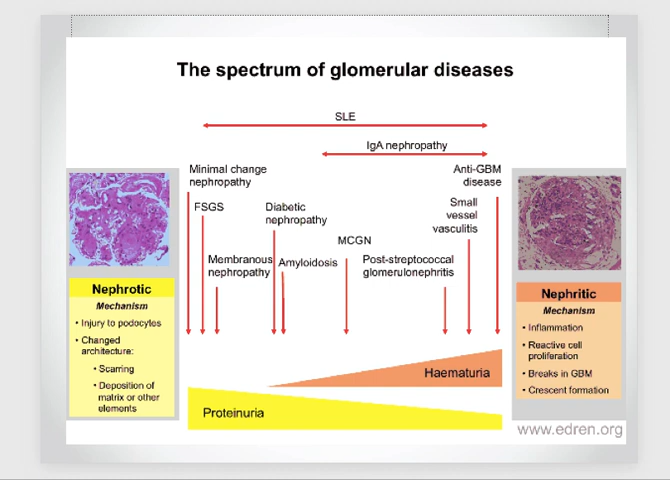 The spectrum of glomerular diseases
SLE
IgA nephropathy
Minimal change
nephropathy
Anti-GBM
disease
FSGS
Diabetic
nephropathy
Small
vessel
vasculitis
MCGN
Membranous
nephropathy
Amyloidosis
Post-streptococcal
glomerulonephritis
Nephrotic
Mechanism
• Injury to podocytes
• Changed
architecture:
• Scarring
• Deposition of
matrix or other
elements
Nephritic
Mechanism
• Inflammation
• Reactive cell
proliferation
• Breaks in GBM
• Crescent formation
Haematuria
Proteinuria
www.edren.org